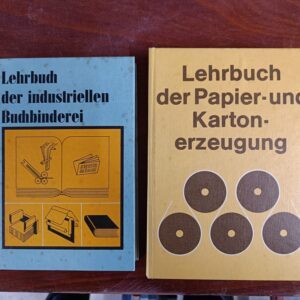 Lehrbuch
der industriellen
Buchbinderei
Lehrbuch
der Papier-und
Karton-
erzeugung